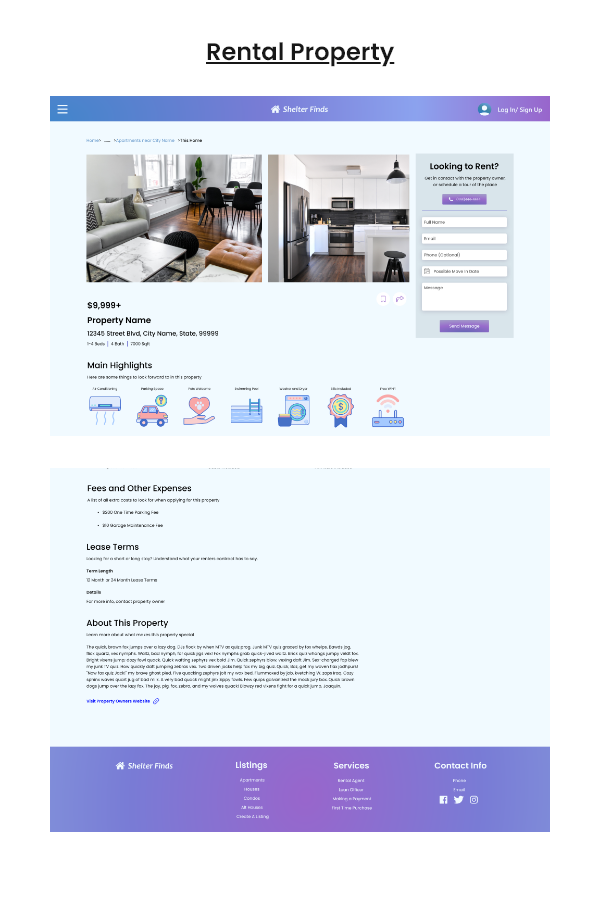 Rental Property
Shelter Finds
Log In/ Sign Up
Home> ... >Apartments near City Name >This Home
Looking to Rent?
Get in contact with the property owner
or schedule a tour of the place
Full Name
Email
Phone (Optional)
Possible Move In Date
Message
Send Message
$9,999+
Property Name
12345 Street Blvd, City Name, State, 99999
1-4 Beds | 4 Bath | 7000 Sqft
Main Highlights
Here are some things to look forward to in this property
Air Conditioning
Parking Space
Pets Welcome
Swimming Pool
Washer and Dryer
Free WIFI
Fees and Other Expenses
A list of all extra costs to look for when applying for this property
• $500 One Time Parking Fee
• $10 Garage Maintenance Fee
Lease Terms
Looking for a short or long stay? Understand what your renters contract has to say.
Term Length
12 Month or 24 Month Lease Terms
Details
For more info, contact property owner
About This Property
Learn more about what makes this property special
The quick, brown fox jumps over a lazy dog. DJs flock by when MTV ax quiz prog. Junk MTV quiz graced by fox whelps. Bawds jog,
flick quartz, vex nymphs. Waltz, bad nymph, for quick jigs vex! Fox nymphs grab quick-jived waltz. Brick quiz whangs jumpy veldt fox.
Bright vixens jump; dozy fowl quack. Quick wafting zephyrs vex bold Jim. Quick zephyrs blow, vexing daft Jim. Sex-charged fop blew
my junk TV quiz. How quickly daft jumping zebras vex. Two driven jocks help fax my big quiz. Quick, Baz, get my woven flax jodhpurs!
"Now fax quiz Jack!" my brave ghost pled. Five quacking zephyrs jolt my wax bed. Flummoxed by job, kvetching W. zaps Iraq. Cozy
sphinx waves quart jug of bad milk. A very bad quack might jinx zippy fowls. Few quips galvanized the mock jury box. Quick brown
dogs jump over the lazy fox. The jay, pig, fox, zebra, and my wolves quack! Blowzy red vixens fight for a quick jump. Joaquin
Visit Property Owners Website
Shelter Finds
Listings
Apartments
Houses
Condos
All Houses
Create A Listing
Services
Rental Agent
Loan Officer
Making a Payment
First Time Purchase
Contact Info
Phone
Email